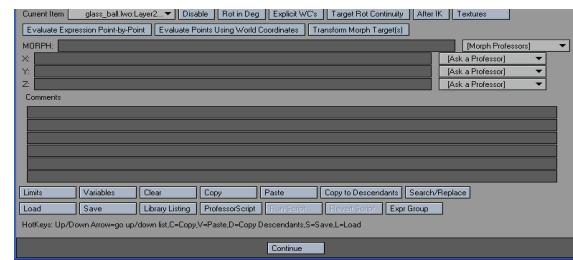 Current Item glass_ball.lwo:Layer2... Disable Rot in Deg Explicit WC's Target Rot Continuity After IK Textures
Evaluate Expression Point-by-Point Evaluate Points Using World Coordinates Transform Morph Target(s)
MORPH: [Morph Professors]
X: [Ask a Professor]
Y: [Ask a Professor]
Z: [Ask a Professor]
Comments
Limits Variables Clear Copy Paste Copy to Descendants Search/Replace
Load Save Library Listing ProfessorScript RunScript RevertScript Expr Group
HotKeys: Up/Down Arrow=go up/down list,C=Copy,V=Paste,D=Copy Descendants,S=Save,L=Load
Continue